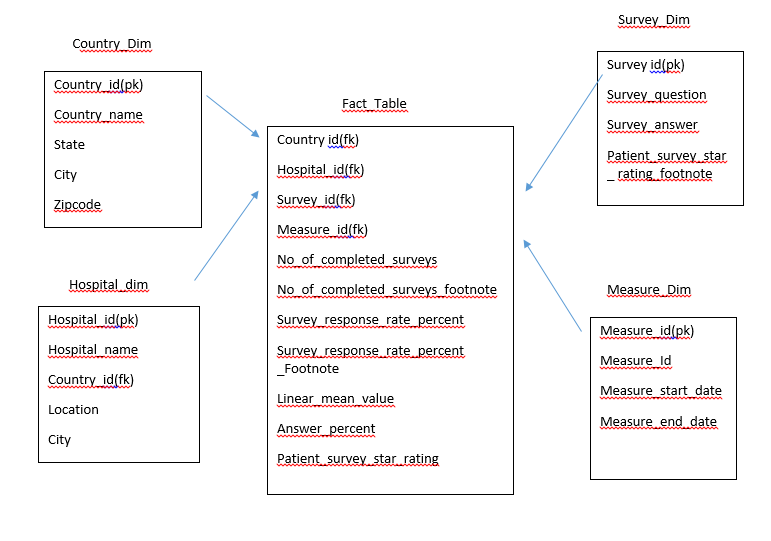 Country_Dim
Country_id(pk)
Country_name
State
City
Zipcode
Hospital_dim
Hospital_id(pk)
Hospital_name
Country_id(fk)
Location
City
Fact_Table
Country id(fk)
Hospital_id(fk)
Survey_id(fk)
Measure_id(fk)
No_of_completed_surveys
No_of_completed_surveys_footnote
Survey_response_rate_percent
Survey_response_rate_percent
_Footnote
Linear_mean_value
Answer_percent
Patient_survey_star_rating
Survey_Dim
Survey id(pk)
Survey_question
Survey_answer
Patient_survey_star
_ rating_footnote
Measure_Dim
Measure_id(pk)
Measure_Id
Measure_start_date
Measure_end_date